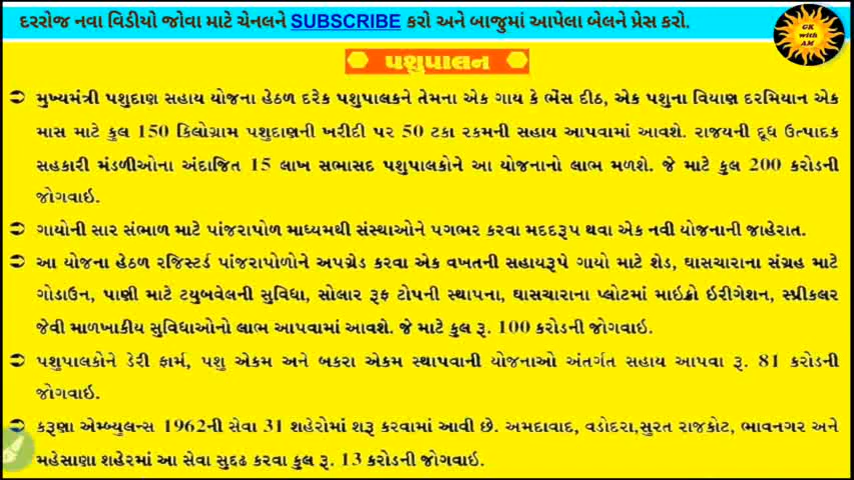 દરરોજ નવા વિડીયો જોવા માટે ચેનલને SUBSCRIBE કરો અને બાજુમાં આપેલા બેલને પ્રેસ કરો.
GK
with
AM
પશુપાલન
➲ મુખ્યમંત્રી પશુદાણ સહાય યોજના હેઠળ દરેક પશુપાલકને તેમના એક ગાય કે ભેંસ દીઠ, એક પશુના વિયાણ દરમિયાન એક
માસ માટે કુલ 150 કિલોગ્રામ પશુદાણની ખરીદી પર 50 ટકા રકમની સહાય આપવામાં આવશે. રાજયની દૂધ ઉત્પાદક
સહકારી મંડળીઓના અંદાજિત 15 લાખ સભાસદ પશુપાલકોને આ યોજનાનો લાભ મળશે. જે માટે કુલ 200 કરોડની
જોગવાઇ.
➲ ગાયોની સાર સંભાળ માટે પાંજરાપોળ માધ્યમથી સંસ્થાઓને પગભર કરવા મદદરૂપ થવા એક નવી યોજનાની જાહેરાત.
➲ આ યોજના હેઠળ રજિસ્ટર્ડ પાંજરાપોળોને અપગ્રેડ કરવા એક વખતની સહાયરૂપે ગાયો માટે શેડ, ઘાસચારાના સંગ્રહ માટે
ગોડાઉન, પાણી માટે ટયુબવેલની સુવિધા, સોલાર રૂફ ટોપની સ્થાપના, ઘાસચારાના પ્લોટમાં માઇક્રો ઇરીગેશન, સ્પ્રીકલર
જેવી માળખાકીય સુવિધાઓનો લાભ આપવામાં આવશે. જે માટે કુલ રૂ. 100 કરોડની જોગવાઇ.
➲ પશુપાલકોને ડેરી ફાર્મ, પશુ એકમ અને બકરા એકમ સ્થાપવાની યોજનાઓ અંતર્ગત સહાય આપવા રૂ. 81 કરોડની
જોગવાઇ.
➲ કરૂણા એમ્બ્યુલન્સ 1962ની સેવા 31 શહેરોમાં શરૂ કરવામાં આવી છે. અમદાવાદ, વડોદરા,સુરત રાજકોટ, ભાવનગર અને
મહેસાણા શહેરમાં આ સેવા સુદઢ કરવા કુલ રૂ. 13 કરોડની જોગવાઇ.